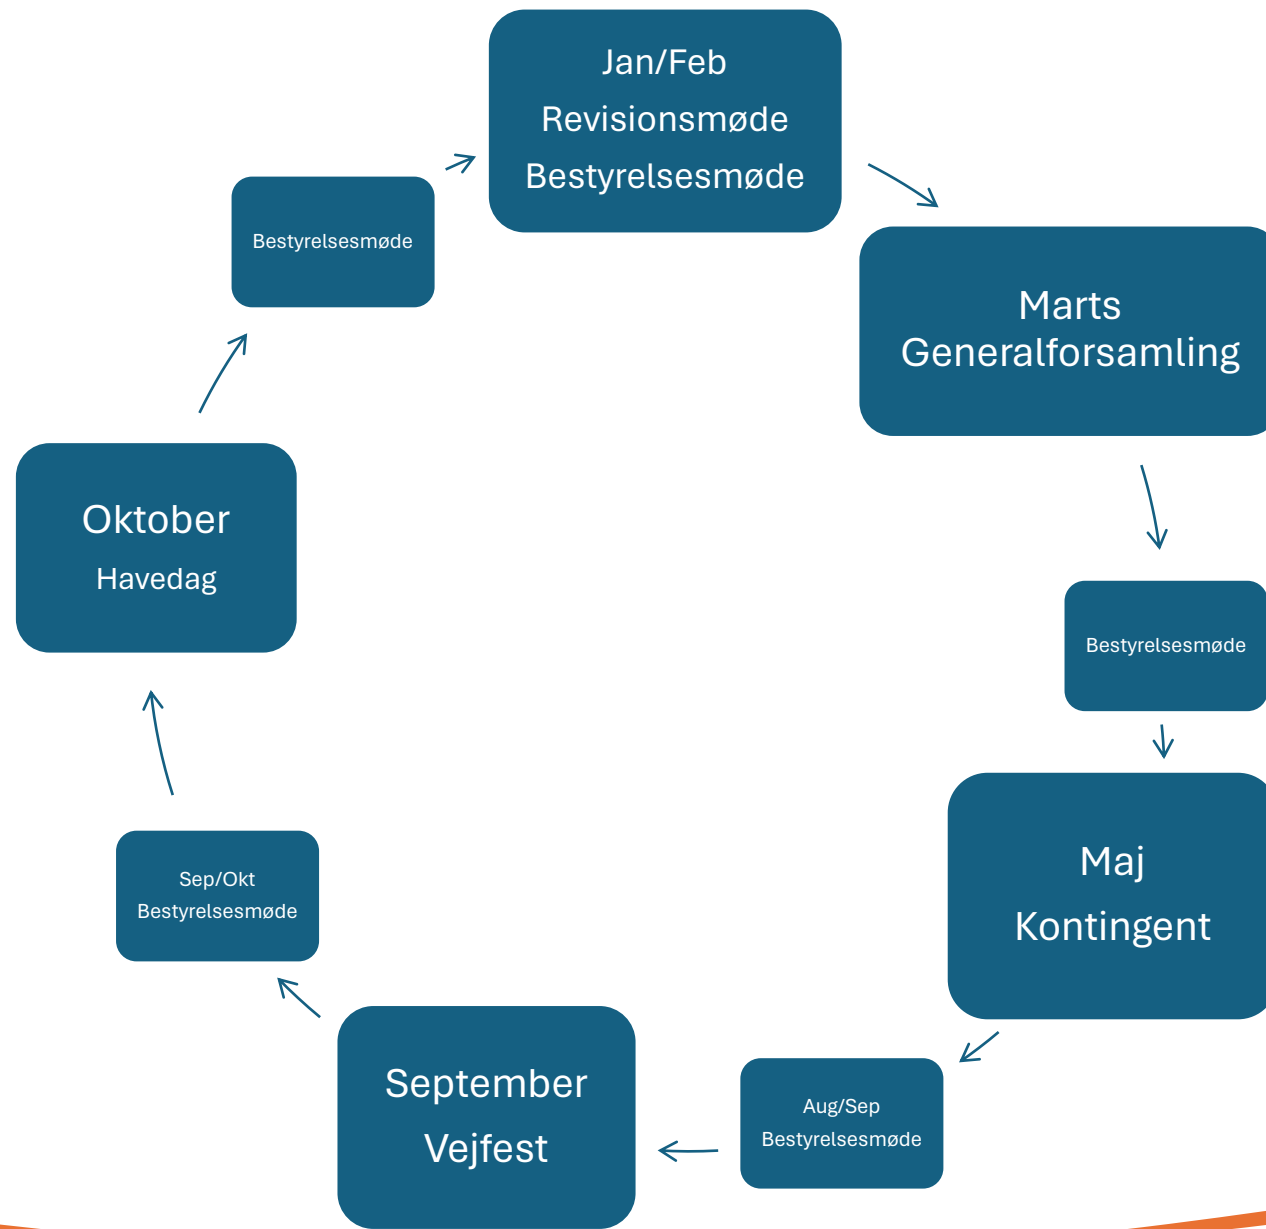 Jan/Feb
Revisionsmøde
Bestyrelsesmøde
Marts
Generalforsamling
Bestyrelsesmøde
Maj
Kontingent
Aug/Sep
Bestyrelsesmøde
September
Vejfest
Sep/Okt
Bestyrelsesmøde
Oktober
Havedag
Bestyrelsesmøde